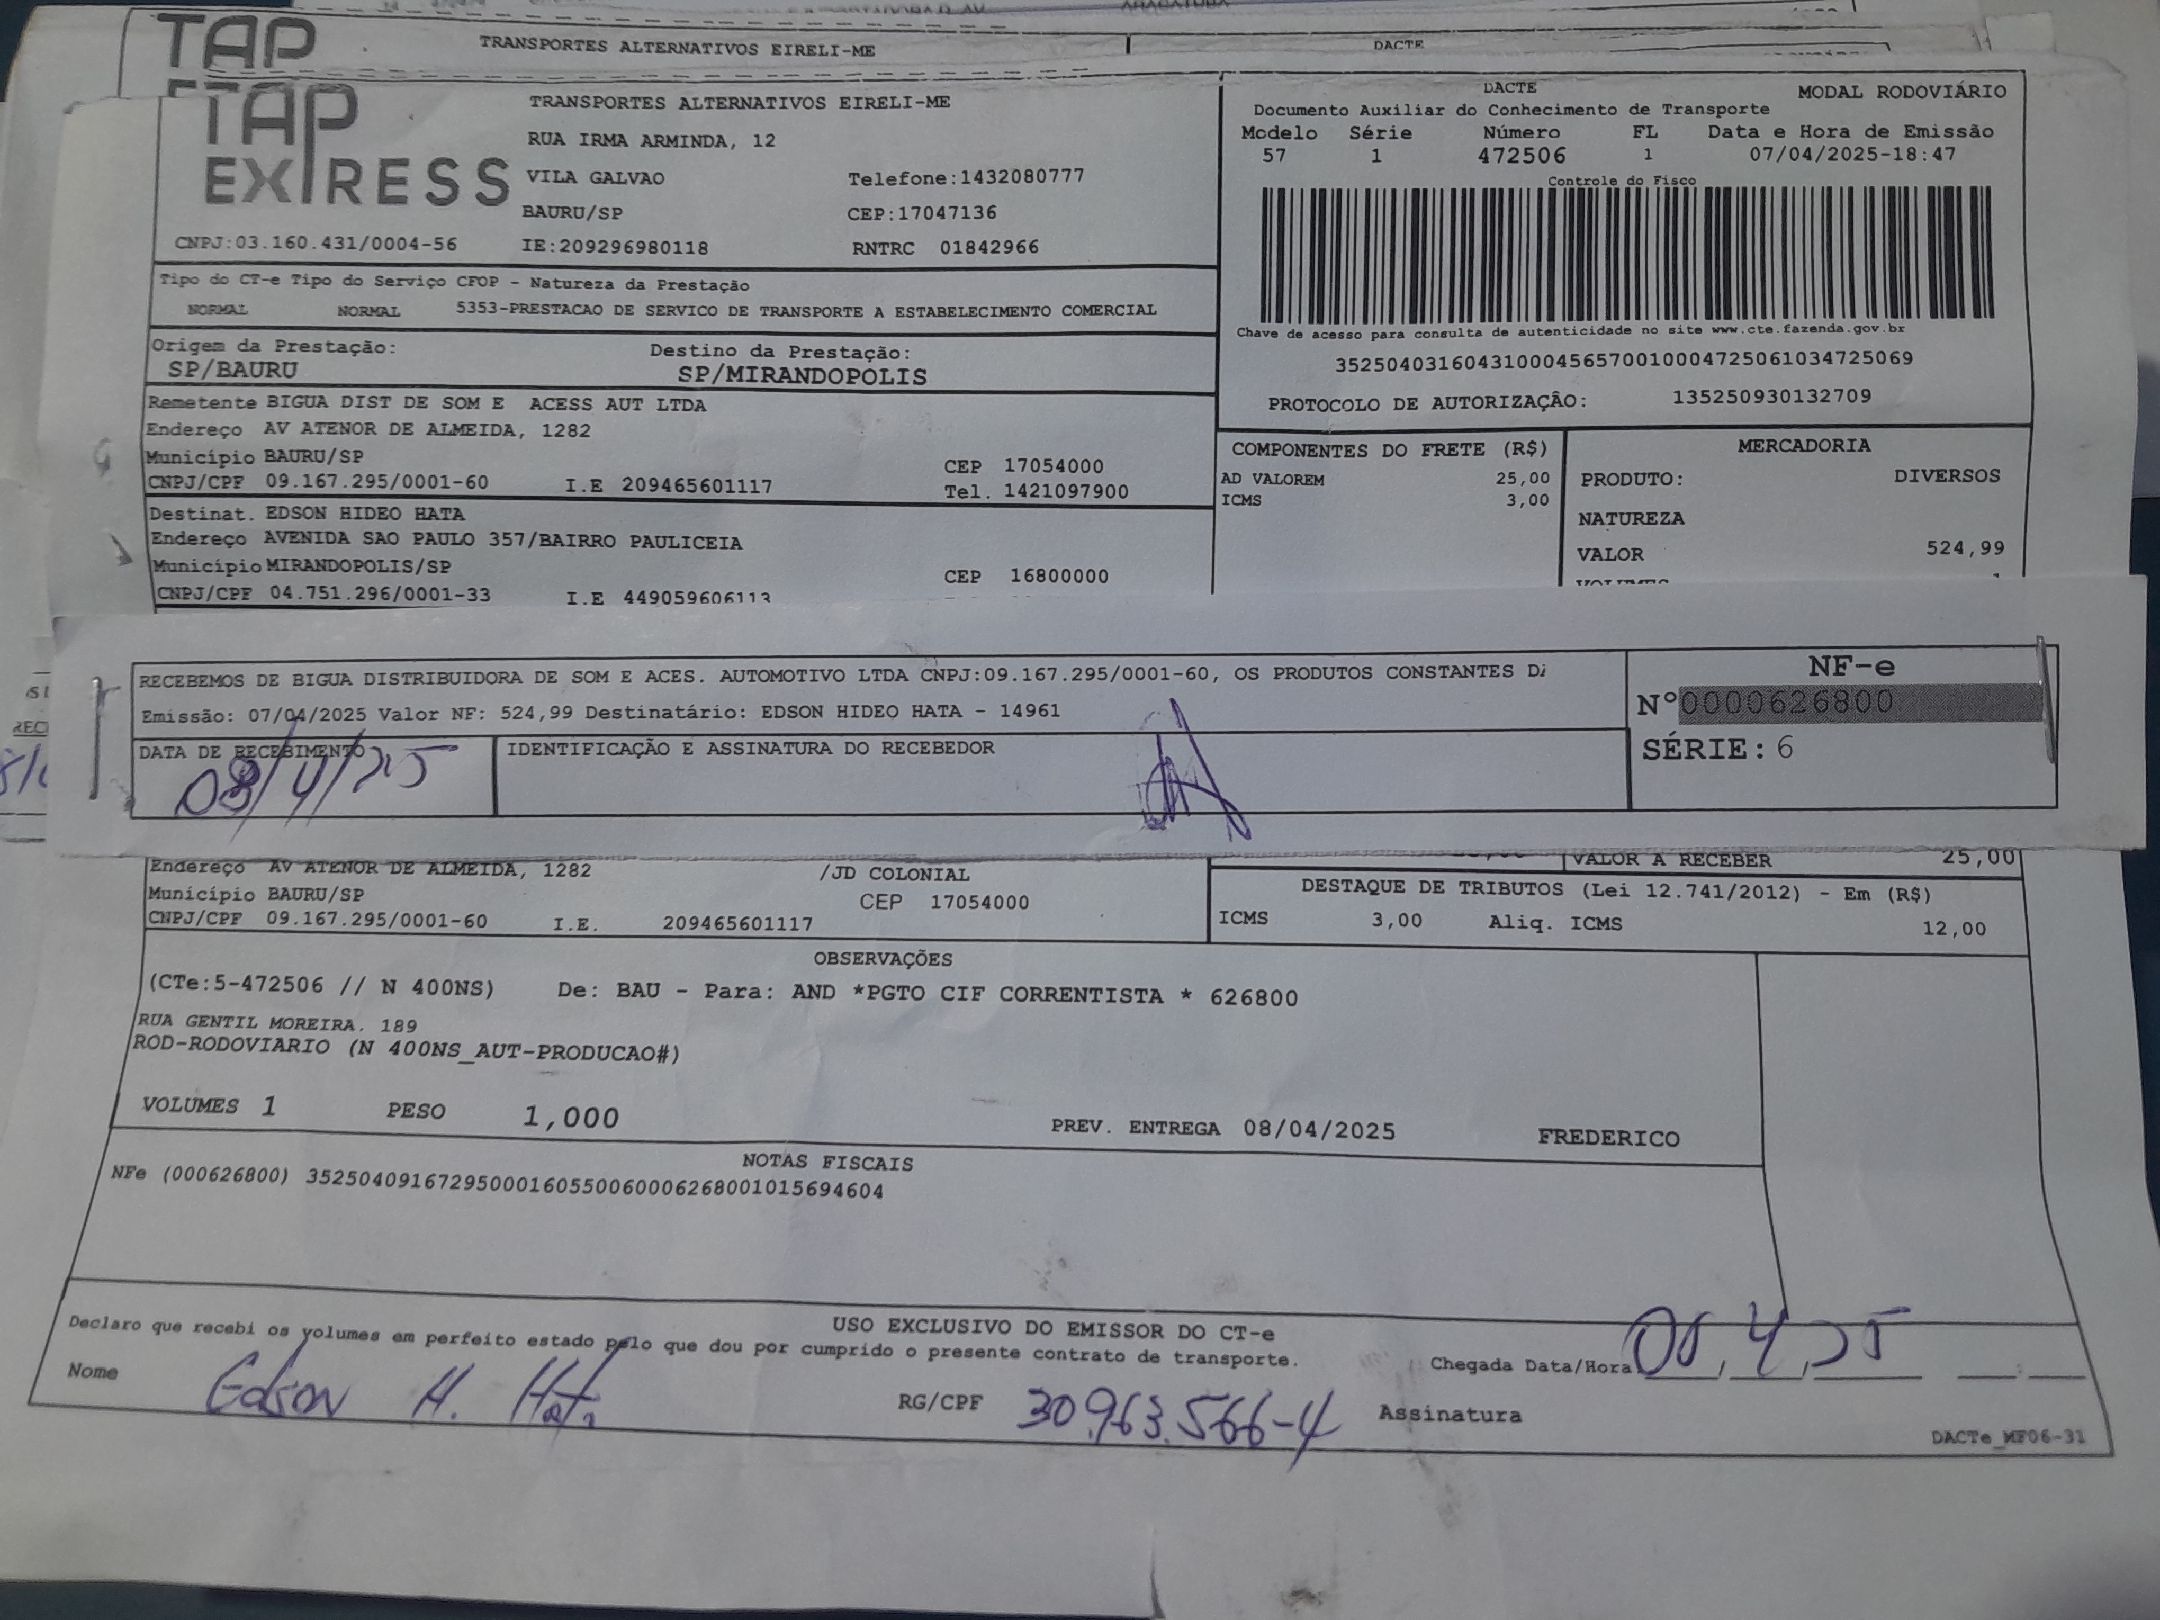 TAP
TRANSPORTES ALTERNATIVOS EIRELI-ME
DACTE
TAP EXPRESS
TRANSPORTES ALTERNATIVOS EIRELI-ME
RUA IRMA ARMINDA, 12
VILA GALVAO Telefone:1432080777
BAURU/SP CEP:17047136
CNPJ:03.160.431/0004-56 IE:209296980118 RNTRC 01842966
DACTE MODAL RODOVIÁRIO
Documento Auxiliar do Conhecimento de Transporte
Modelo Série Número FL Data e Hora de Emissão
57 1 472506 1 07/04/2025-18:47
Controle do Fisco
Chave de acesso para consulta de autenticidade no site www.cte.fazenda.gov.br
35250403160431000456570010004725061034725069
PROTOCOLO DE AUTORIZAÇÃO: 135250930132709
Tipo do CT-e Tipo do Serviço CFOP - Natureza da Prestação
NORMAL NORMAL 5353-PRESTACAO DE SERVICO DE TRANSPORTE A ESTABELECIMENTO COMERCIAL
Origem da Prestação: Destino da Prestação:
SP/BAURU SP/MIRANDOPOLIS
Remetente BIGUA DIST DE SOM E ACESS AUT LTDA
Endereço AV ATENOR DE ALMEIDA, 1282
Município BAURU/SP CEP 17054000
CNPJ/CPF 09.167.295/0001-60 I.E 209465601117 Tel. 1421097900
Destinat. EDSON HIDEO HATA
Endereço AVENIDA SAO PAULO 357/BAIRRO PAULICEIA
Município MIRANDOPOLIS/SP CEP 16800000
CNPJ/CPF 04.751.296/0001-33 I.E 449059606113
COMPONENTES DO FRETE (R$)
AD VALOREM 25,00
ICMS 3,00
MERCADORIA
PRODUTO: DIVERSOS
NATUREZA
VALOR 524,99
RECEBEMOS DE BIGUA DISTRIBUIDORA DE SOM E ACES. AUTOMOTIVO LTDA CNPJ:09.167.295/0001-60, OS PRODUTOS CONSTANTES
Emissão: 07/04/2025 Valor NF: 524,99 Destinatário: EDSON HIDEO HATA - 14961
DATA DE RECEBIMENTO IDENTIFICAÇÃO E ASSINATURA DO RECEBEDOR
08/4/25
NF-e
Nº0000626800
SÉRIE: 6
Endereço AV ATENOR DE ALMEIDA, 1282 /JD COLONIAL
Município BAURU/SP CEP 17054000
CNPJ/CPF 09.167.295/0001-60 I.E. 209465601117
VALOR A RECEBER 25,00
DESTAQUE DE TRIBUTOS (Lei 12.741/2012) - Em (R$)
ICMS 3,00 Aliq. ICMS 12,00
OBSERVAÇÕES
(CTe:5-472506 // N 400NS) De: BAU - Para: AND *PGTO CIF CORRENTISTA * 626800
RUA GENTIL MOREIRA, 189
ROD-RODOVIARIO (N 400NS_AUT-PRODUCAO#)
VOLUMES 1 PESO 1,000 PREV. ENTREGA 08/04/2025 FREDERICO
NOTAS FISCAIS
NFe (000626800) 35250409167295000160550060006268001015694604
USO EXCLUSIVO DO EMISSOR DO CT-e
Declaro que recebi os volumes em perfeito estado pelo que dou por cumprido o presente contrato de transporte.
Chegada Data/Hora 08, 4, 25
Nome Edson H. Hata RG/CPF 30.963.566-4 Assinatura
DACTe_MF06-31